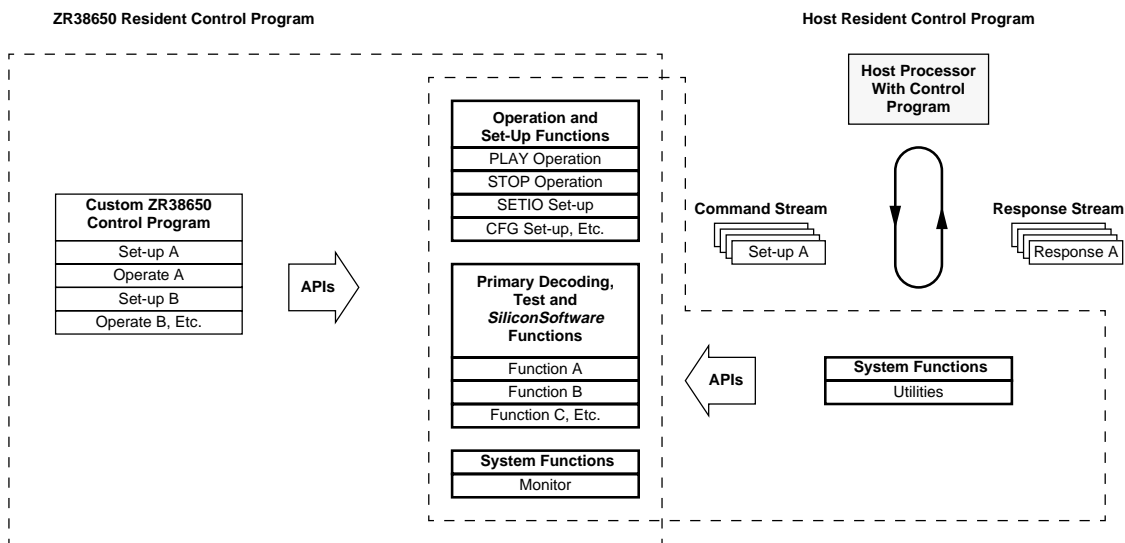 ZR38650 Resident Control Program
Host Resident Control Program
Host Processor
With Control
Program
Operation and
Set-Up Functions
PLAY Operation
STOP Operation
SETIO Set-up
CFG Set-up, Etc.
Custom ZR38650
Control Program
Set-up A
Operate A
Set-up B
Operate B, Etc.
APIs
Command Stream
Set-up A
Response Stream
Response A
Primary Decoding,
Test and
SiliconSoftware
Functions
Function A
Function B
Function C, Etc.
APIs
System Functions
Utilities
System Functions
Monitor